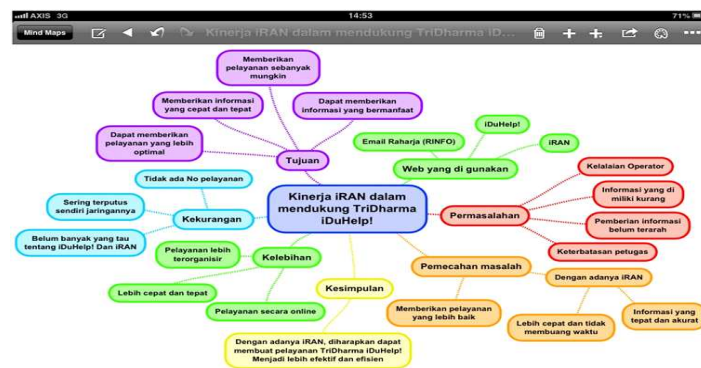 AXIS 3G
14:53
71%
Mind Maps
Kinerja iRAN dalam mendukung TriDharma iD...
Memberikan
pelayanan sebanyak
mungkin
Memberikan informasi
yang cepat dan tepat
Dapat memberikan
informasi yang bermanfaat
Dapat memberikan
pelayanan yang lebih
optimal
Tujuan
iDuHelp!
Email Raharja (RINFO)
iRAN
Web yang di gunakan
Kelalaian Operator
Informasi yang di
miliki kurang
Permasalahan
Pemberian informasi
belum terarah
Keterbatasan petugas
Tidak ada No pelayanan
Sering terputus
sendiri jaringannya
Kekurangan
Belum banyak yang tau
tentang iDuHelp! Dan iRAN
Kinerja iRAN dalam
mendukung TriDharma
iDuHelp!
Pelayanan lebih
terorganisir
Kelebihan
Lebih cepat dan tepat
Pelayanan secara online
Kesimpulan
Dengan adanya iRAN, diharapkan dapat
membuat pelayanan TriDharma iDuHelp!
Menjadi lebih efektif dan efisien
Pemecahan masalah
Dengan adanya iRAN
Memberikan pelayanan
yang lebih baik
Lebih cepat dan tidak
membuang waktu
Informasi yang
tepat dan akurat